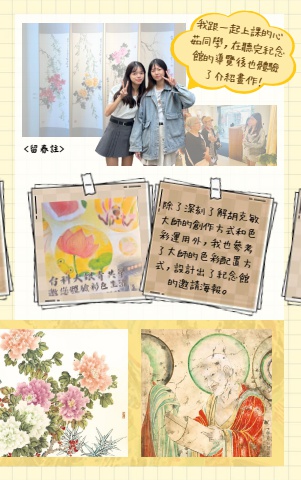 我跟一起上課的心
茹同學，在聽完紀念
館的導覽後也體驗
了介紹畫作！
<留春註>
除了深刻了解胡克敏
大師的創作方式和色
彩運用外，我也參考
了大師的色彩配置方
式，設計出了紀念館
的邀請海報。